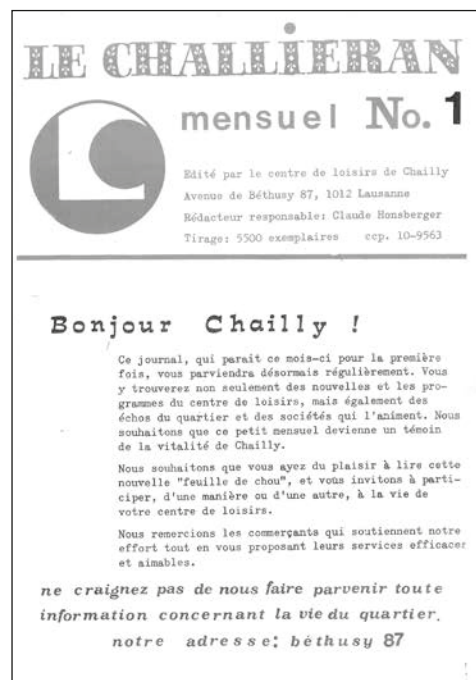 LE CHALLIERAN
mensuel No. 1
Edité par le centre de loisirs de Chailly
Avenue de Béthusy 87, 1012 Lausanne
Rédacteur responsable: Claude Honsberger
Tirage: 5500 exemplaires ccp. 10-9563
Bonjour Chailly !
Ce journal, qui parait ce mois-ci pour la première
fois, vous parviendra désormais régulièrement. Vous
y trouverez non seulement des nouvelles et les pro-
grammes du centre de loisirs, mais également des
échos du quartier et des sociétés qui l'animent. Nous
souhaitons que ce petit mensuel devienne un témoin
de la vitalité de Chailly.
Nous souhaitons que vous ayez du plaisir à lire cette
nouvelle "feuille de chou", et vous invitons à parti-
ciper, d'une manière ou d'une autre, à la vie de
votre centre de loisirs.
Nous remercions les commerçants qui soutiennent notre
effort tout en vous proposant leurs services efficaces
et aimables.
ne craignez pas de nous faire parvenir toute
information concernant la vie du quartier.
notre adresse: béthusy 87